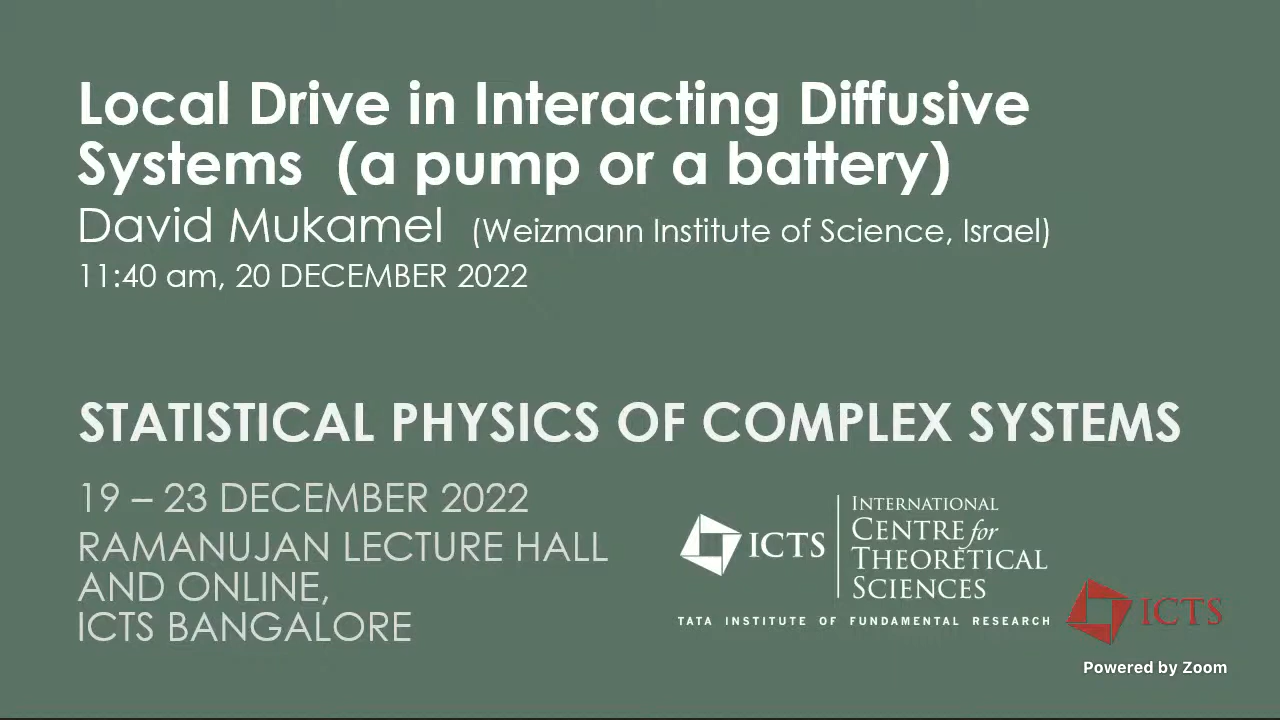 Local Drive in Interacting Diffusive
Systems (a pump or a battery)
David Mukamel (Weizmann Institute of Science, Israel)
11:40 am, 20 DECEMBER 2022
STATISTICAL PHYSICS OF COMPLEX SYSTEMS
19 – 23 DECEMBER 2022
RAMANUJAN LECTURE HALL
AND ONLINE,
ICTS BANGALORE
ICTS
INTERNATIONAL
CENTRE for
THEORETICAL
SCIENCES
TATA INSTITUTE OF FUNDAMENTAL RESEARCH
ICTS
Powered by Zoom